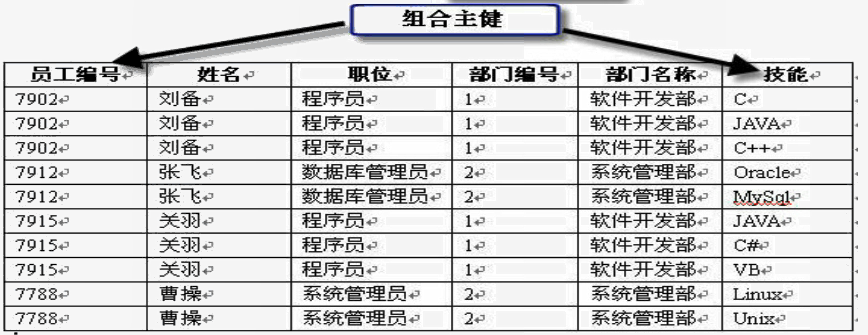 组合主健
员工编号 姓名 职位 部门编号 部门名称 技能
7902 刘备 程序员 1 软件开发部 C
7902 刘备 程序员 1 软件开发部 JAVA
7902 刘备 程序员 1 软件开发部 C++
7912 张飞 数据库管理员 2 系统管理部 Oracle
7912 张飞 数据库管理员 2 系统管理部 MySql
7915 关羽 程序员 1 软件开发部 JAVA
7915 关羽 程序员 1 软件开发部 C#
7915 关羽 程序员 1 软件开发部 VB
7788 曹操 系统管理员 2 系统管理部 Linux
7788 曹操 系统管理员 2 系统管理部 Unix